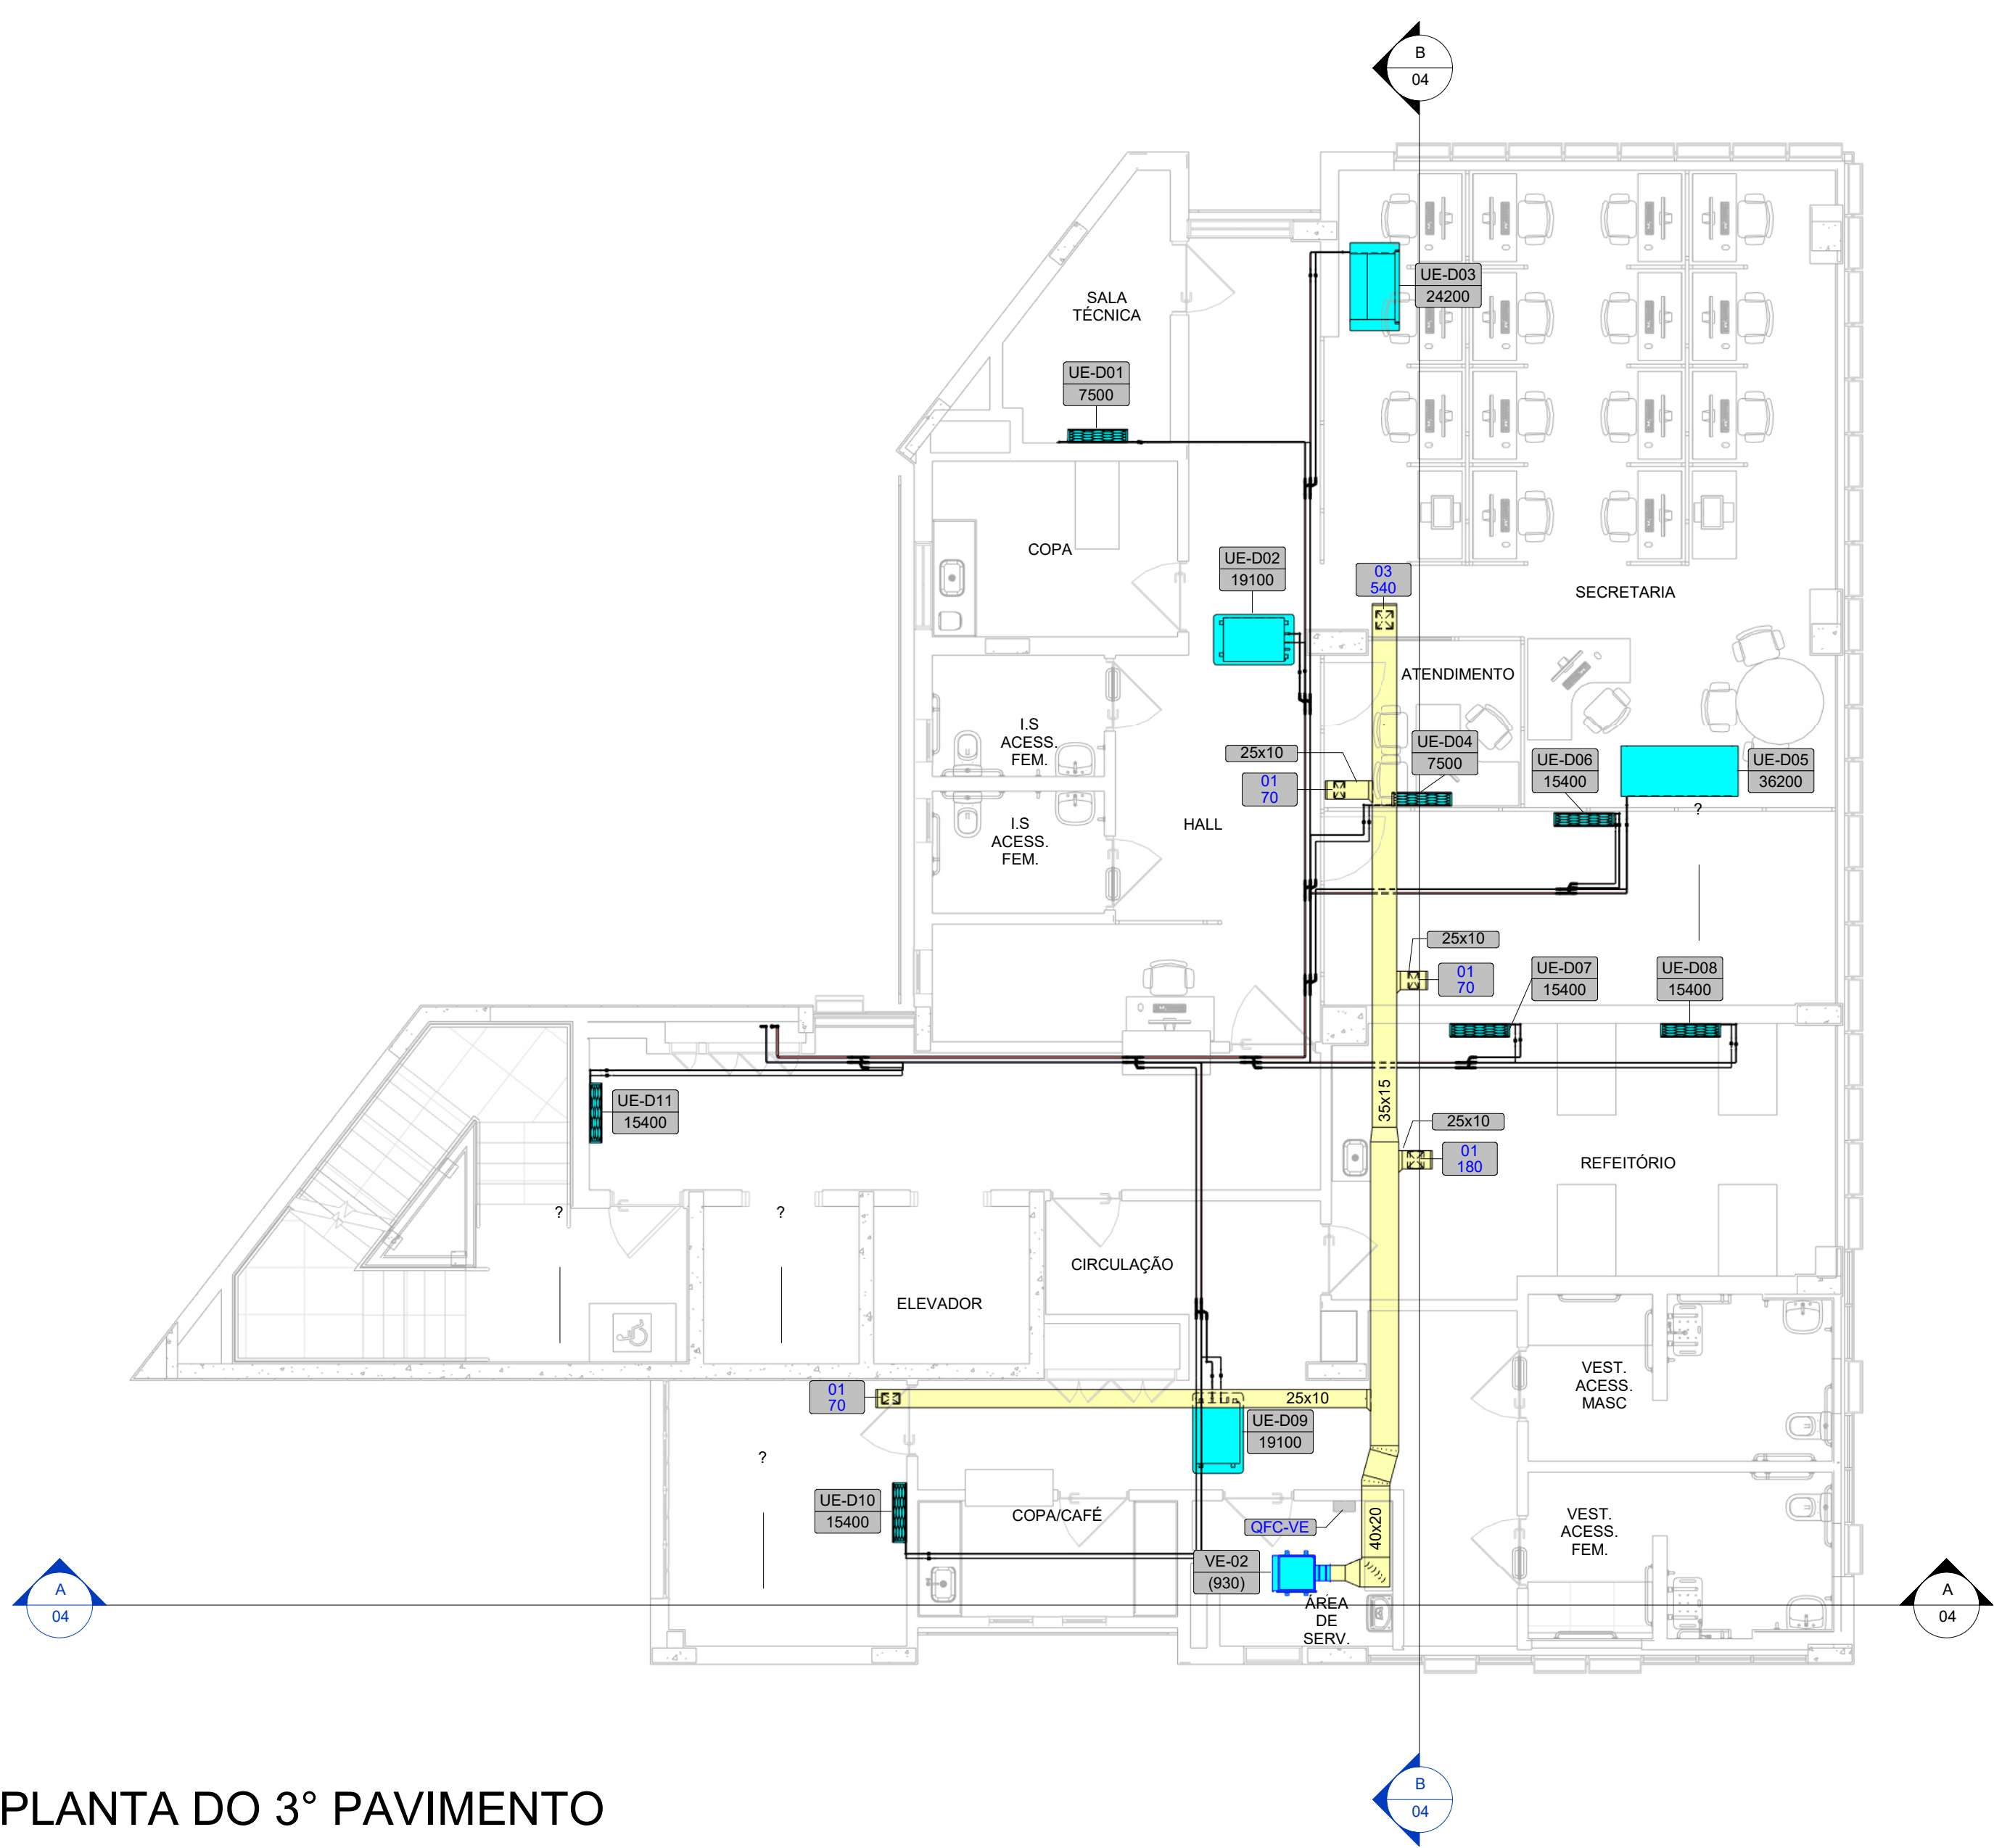 B
04
UE-D03
24200
SALA
TÉCNICA
UE-D01
7500
COPA
UE-D02
19100
03
540
SECRETARIA
ATENDIMENTO
I.S
ACESS.
FEM.
25x10
01
70
UE-D04
7500
UE-D06
15400
UE-D05
36200
?
I.S
ACESS.
FEM.
HALL
25x10
01
70
UE-D07
15400
UE-D08
15400
35x15
UE-D11
15400
25x10
01
180
REFEITÓRIO
?
?
CIRCULAÇÃO
ELEVADOR
VEST.
ACESS.
MASC
01
70
25x10
UE-D09
19100
?
UE-D10
15400
COPA/CAFÉ
QFC-VE
40x20
VEST.
ACESS.
FEM.
VE-02
(930)
A
04
ÁREA
DE
SERV.
A
04
B
04
PLANTA DO 3° PAVIMENTO